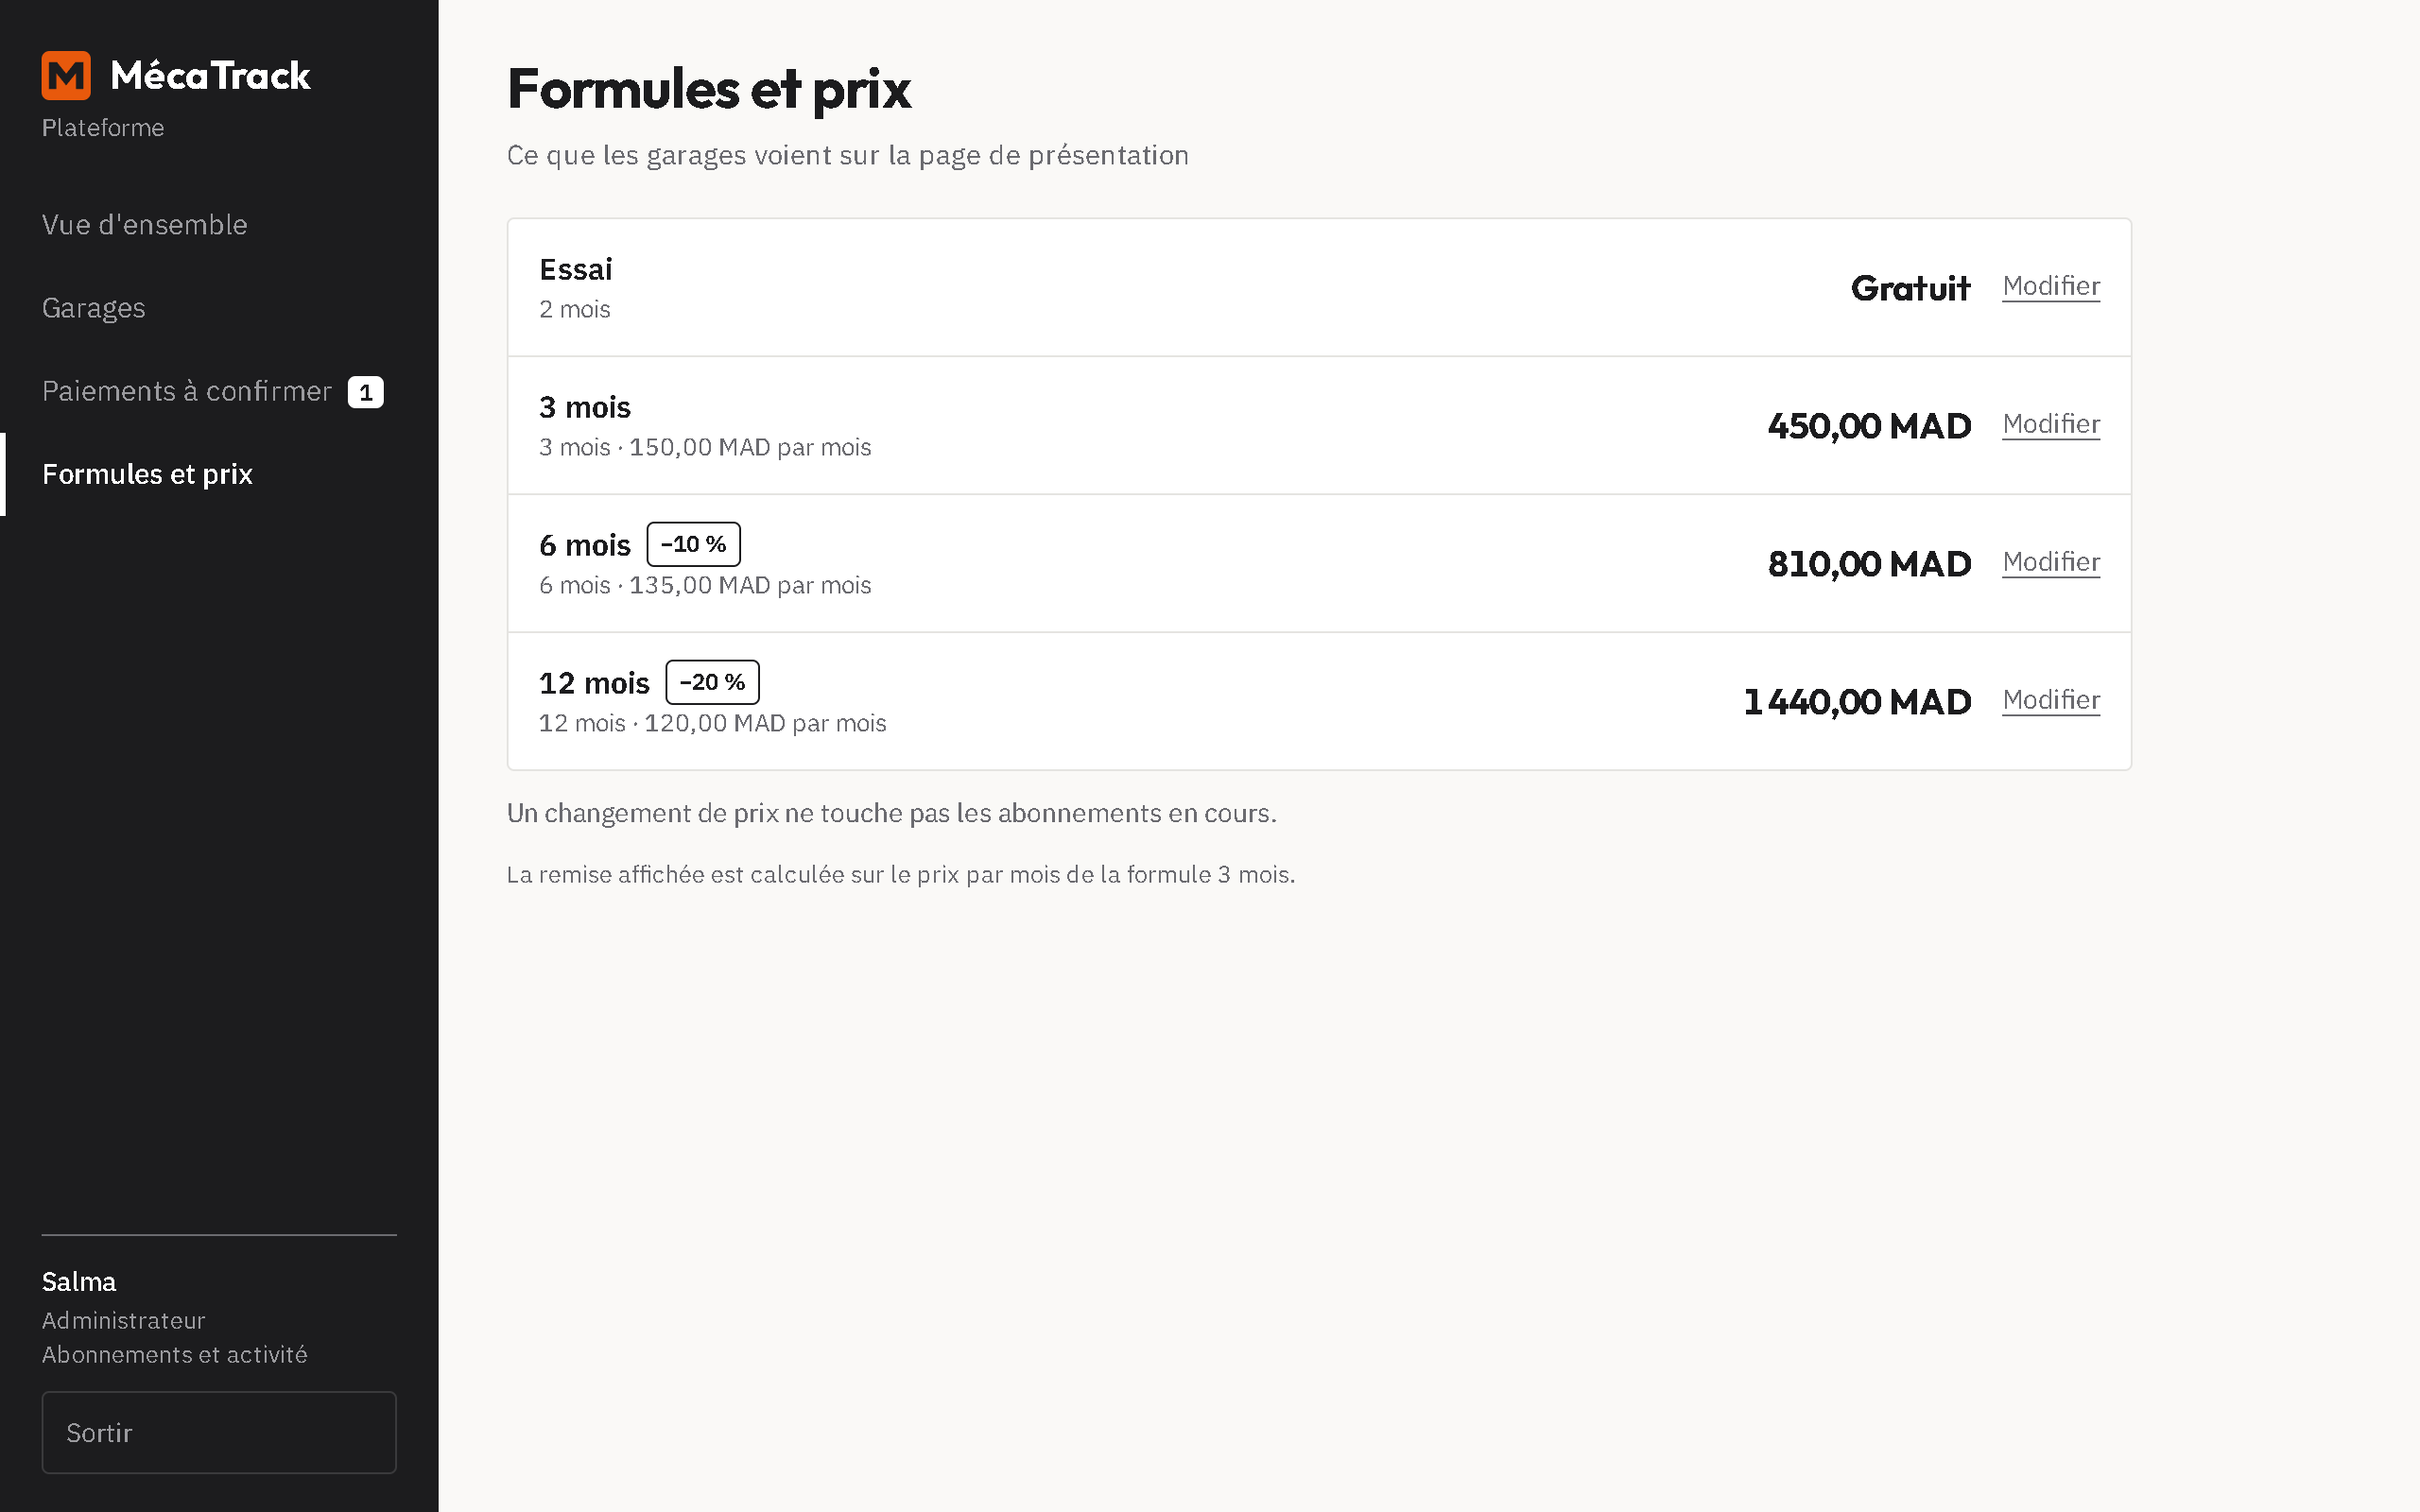 MécaTrack
Plateforme
Vue d'ensemble
Garages
Paiements à confirmer 1
Formules et prix
Salma
Administrateur
Abonnements et activité
Sortir
Formules et prix
Ce que les garages voient sur la page de présentation
Essai
2 mois
Gratuit Modifier
3 mois
3 mois · 150,00 MAD par mois
450,00 MAD Modifier
6 mois −10 %
6 mois · 135,00 MAD par mois
810,00 MAD Modifier
12 mois −20 %
12 mois · 120,00 MAD par mois
1 440,00 MAD Modifier
Un changement de prix ne touche pas les abonnements en cours.
La remise affichée est calculée sur le prix par mois de la formule 3 mois.